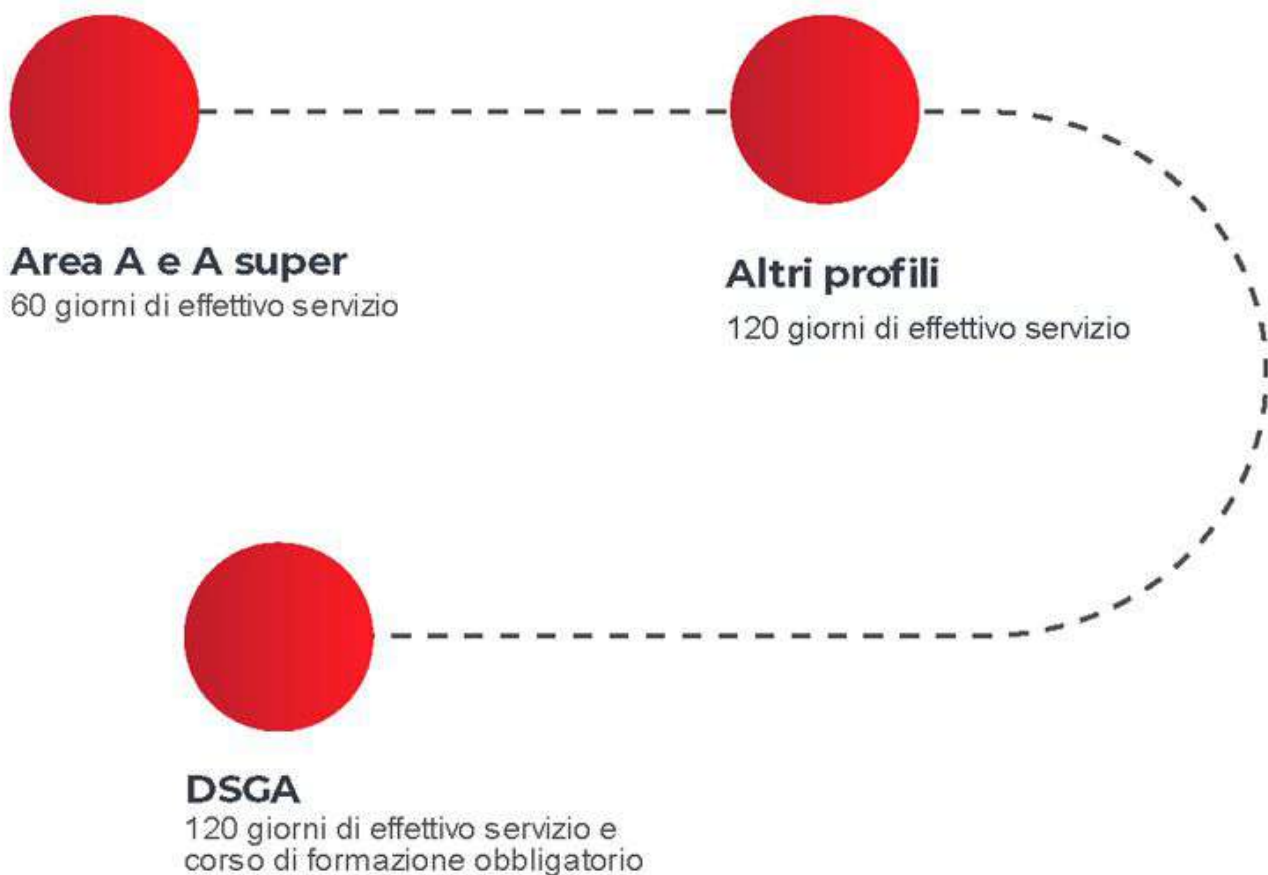 Area A e A super
60 giorni di effettivo servizio
Altri profili
120 giorni di effettivo servizio
DSGA
120 giorni di effettivo servizio e
corso di formazione obbligatorio